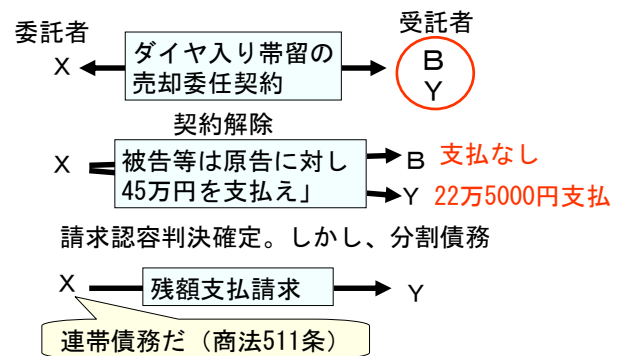 委託者
受託者
X
ダイヤ入り帯留の
売却委任契約
B
Y
契約解除
X
被告等は原告に対し
45万円を支払え」
B 支払なし
Y 22万5000円支払
請求認容判決確定。しかし、分割債務
X
残額支払請求
Y
連帯債務だ（商法511条）